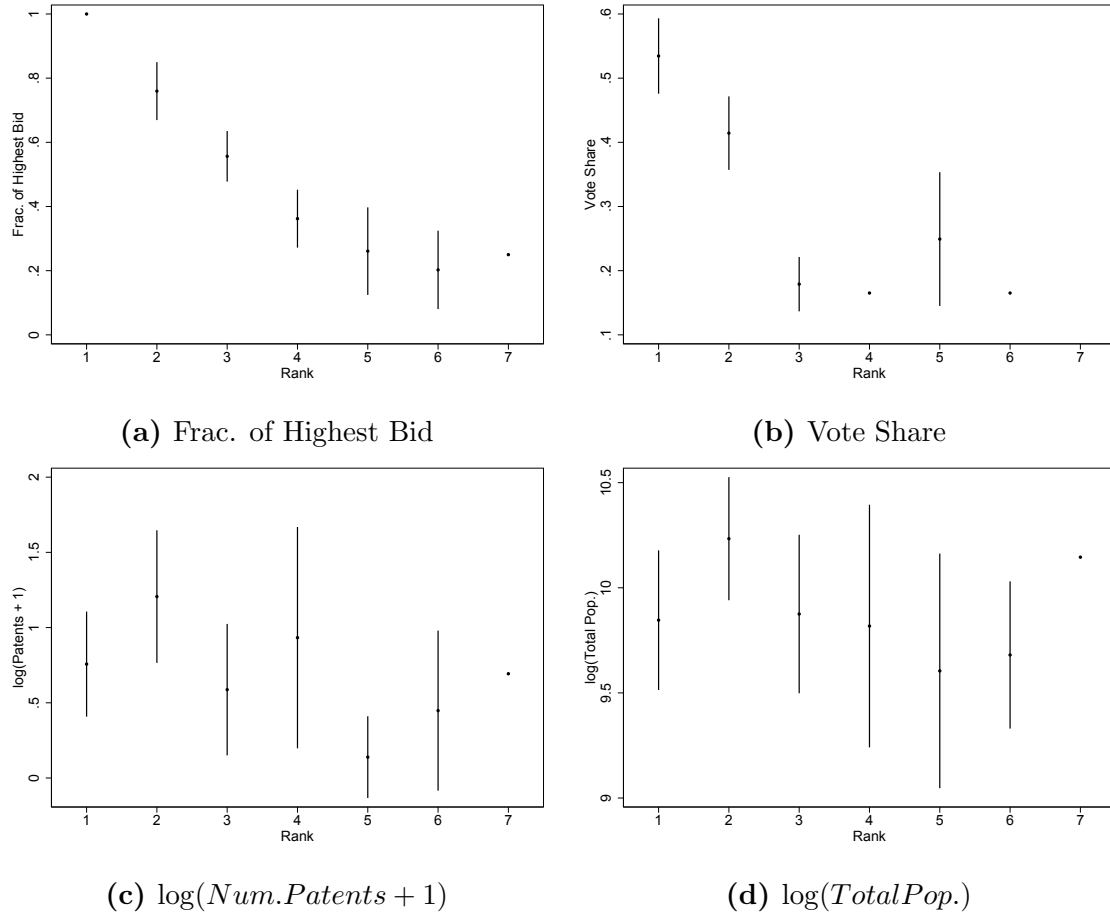 Frac. of Highest Bid
0 .2 .4 .6 .8 1
1 2 3 4 5 6 7
Rank
(a) Frac. of Highest Bid
Vote Share
.1 .2 .3 .4 .5 .6
1 2 3 4 5 6 7
Rank
(b) Vote Share
log(Patents + 1)
0 .5 1 1.5 2
1 2 3 4 5 6 7
Rank
(c) log(Num.Patents + 1)
log(Total Pop.)
9 9.5 10 10.5
1 2 3 4 5 6 7
Rank
(d) log(TotalPop.)